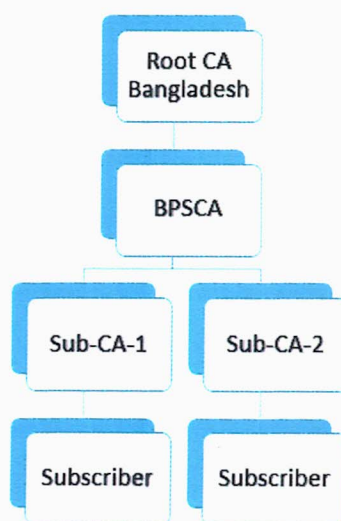 Root CA
Bangladesh
BPSCA
Sub-CA-1
Sub-CA-2
Subscriber
Subscriber